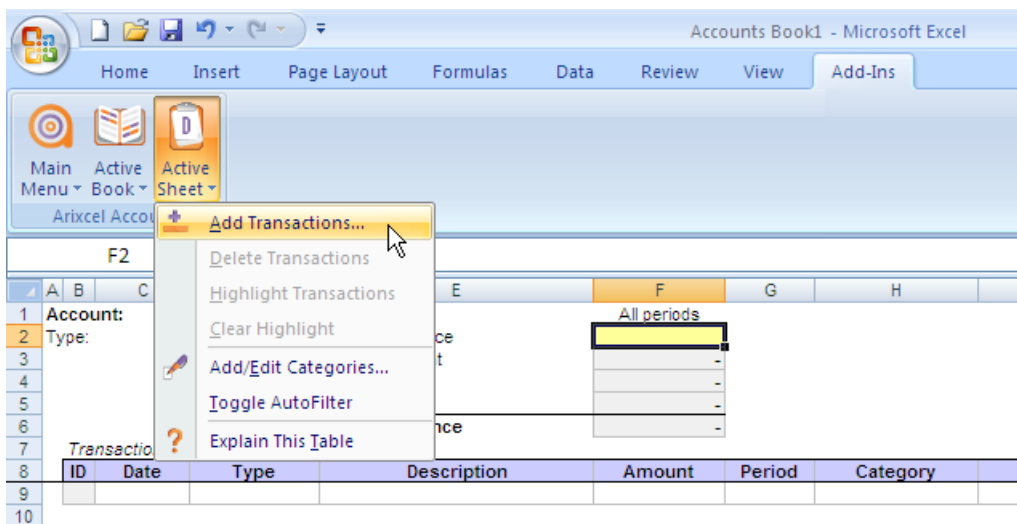 Accounts Book1 - Microsoft Excel
Home Insert Page Layout Formulas Data Review View Add-Ins
Main Menu Active Book Active Sheet
Arixcel Accou
Add Transactions...
F2
Delete Transactions
A B C E F G H
Highlight Transactions
1 Account: All periods
Clear Highlight
2 Type: ce
3 t -
Add/Edit Categories...
4 -
Toggle AutoFilter
5 -
6 nce -
Explain This Table
7 Transactio
8 ID Date Type Description Amount Period Category
9
10